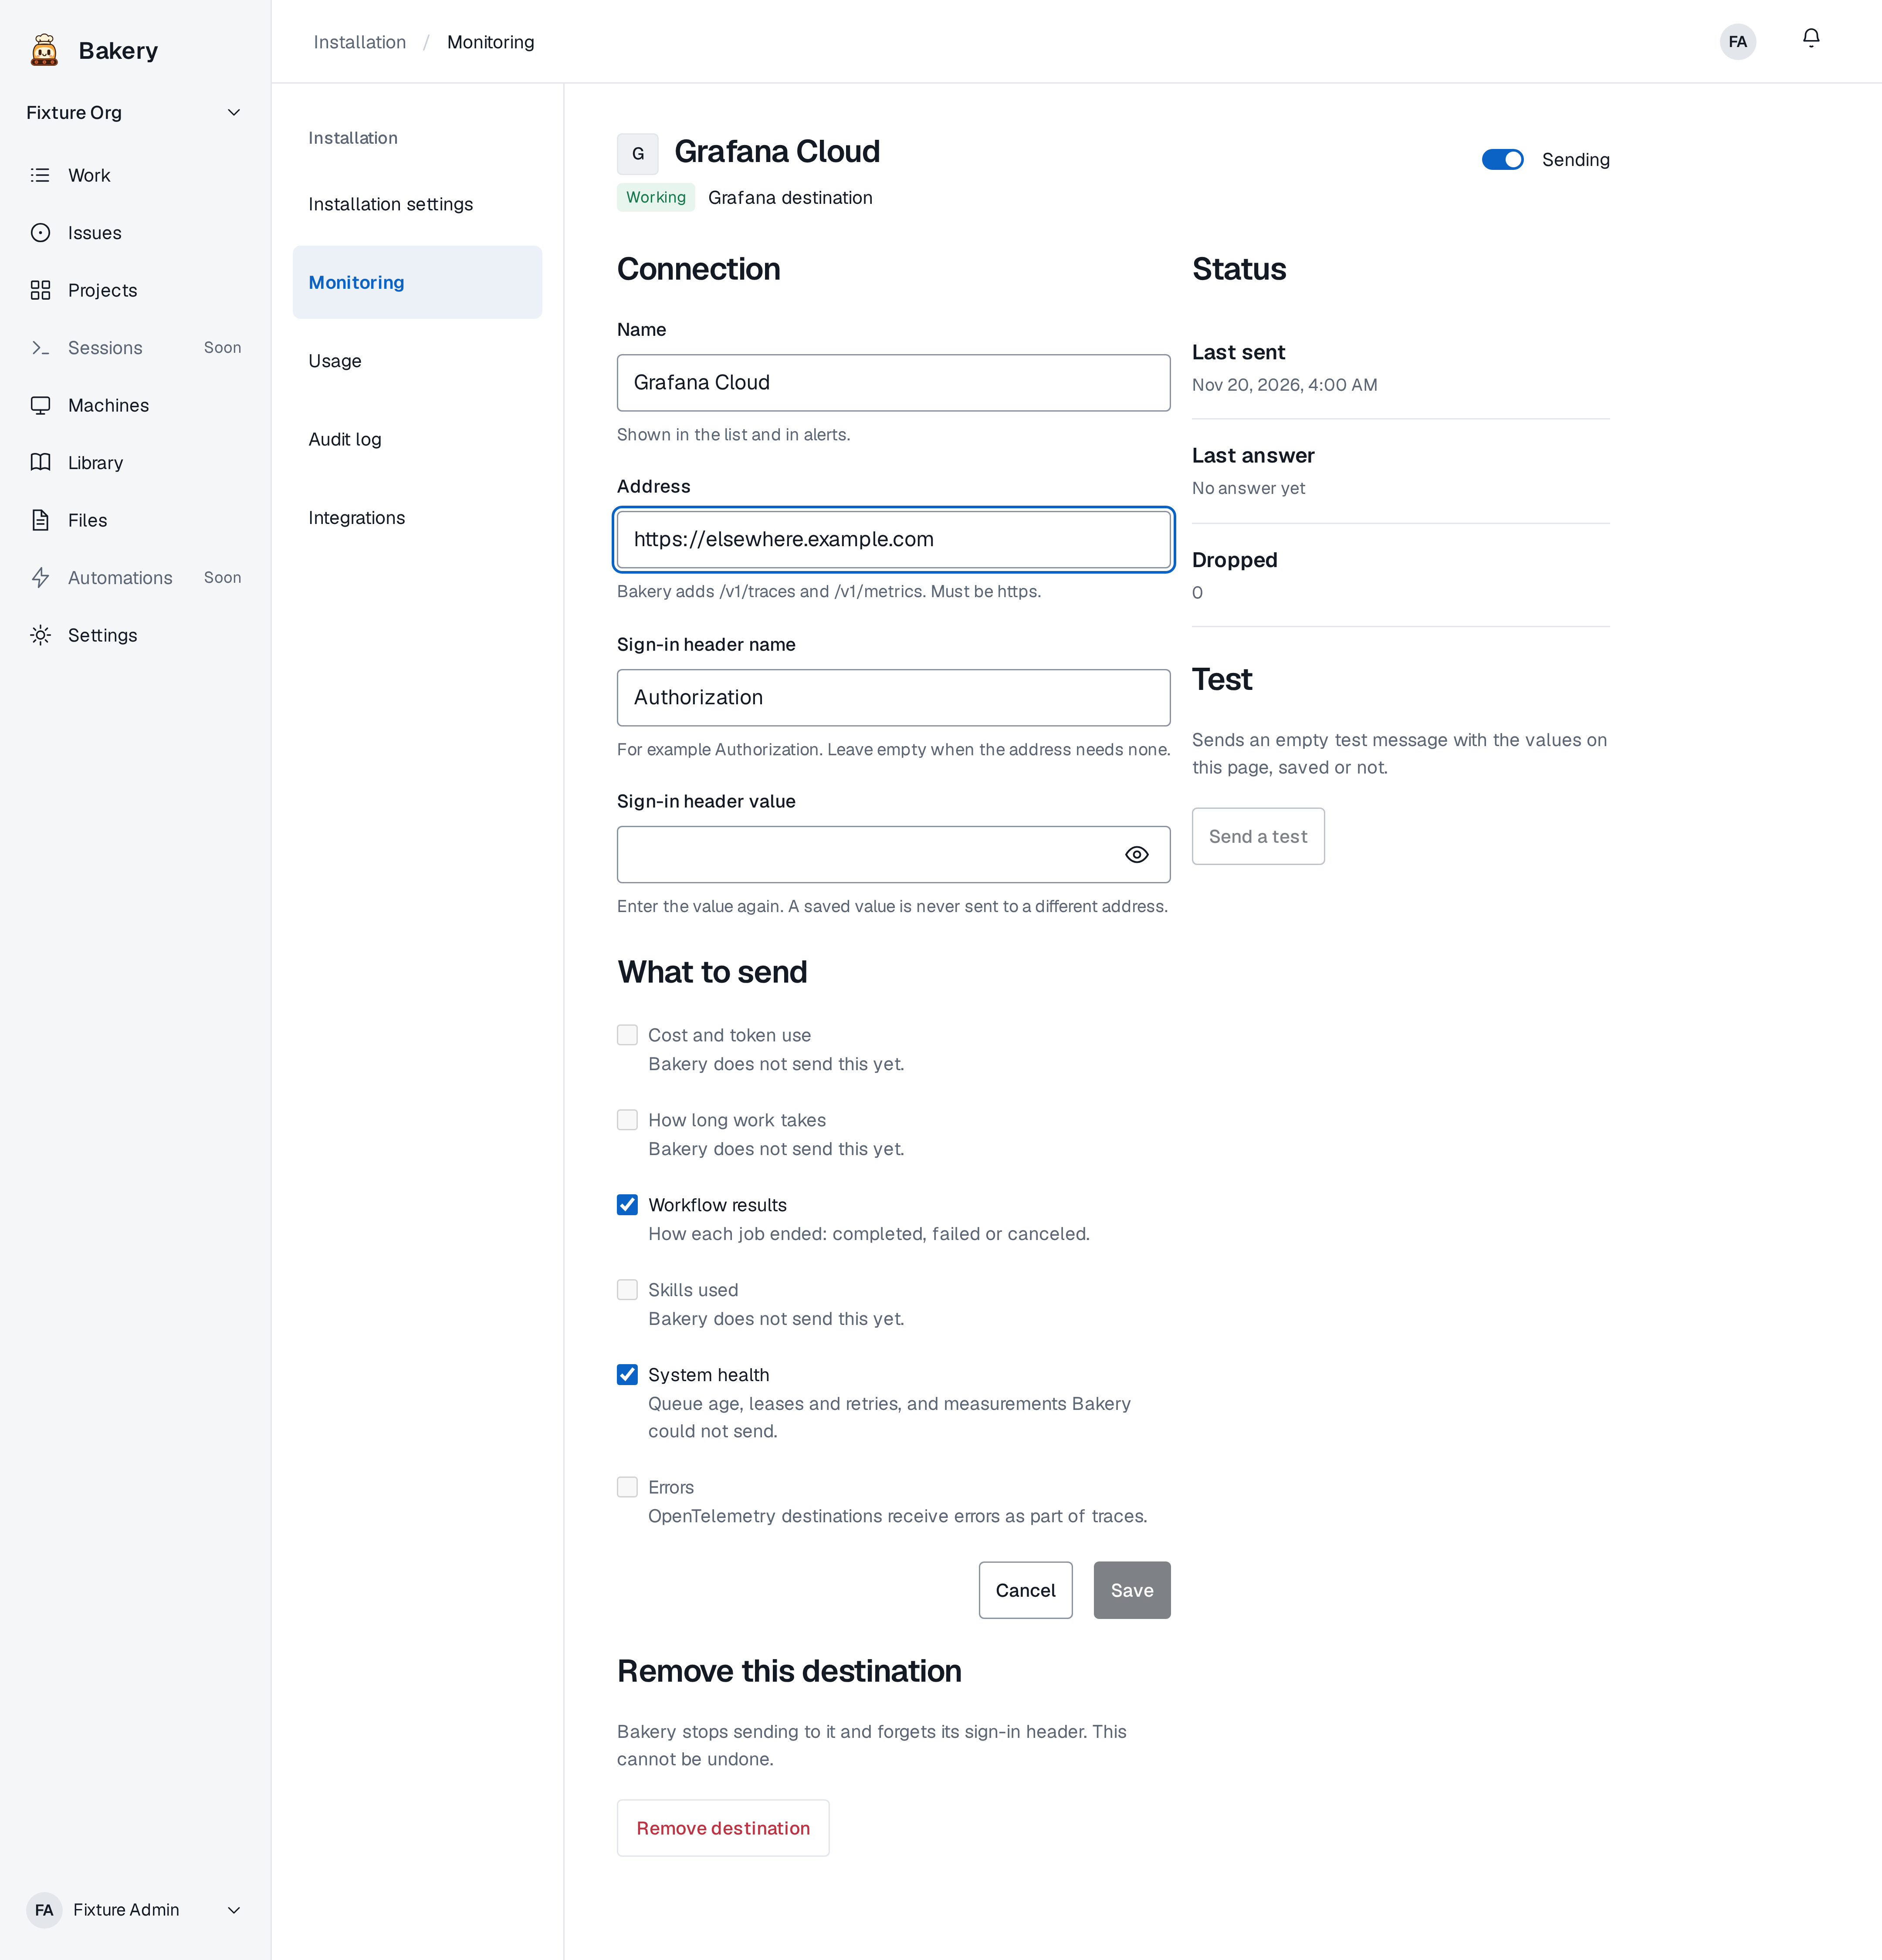 Bakery
Fixture Org
Work
Issues
Projects
Sessions Soon
Machines
Library
Files
Automations Soon
Settings
FA Fixture Admin
Installation / Monitoring
FA
Installation
Installation settings
Monitoring
Usage
Audit log
Integrations
G Grafana Cloud
Working Grafana destination
Sending
Connection
Name
Grafana Cloud
Shown in the list and in alerts.
Address
https://elsewhere.example.com
Bakery adds /v1/traces and /v1/metrics. Must be https.
Sign-in header name
Authorization
For example Authorization. Leave empty when the address needs none.
Sign-in header value
Enter the value again. A saved value is never sent to a different address.
What to send
Cost and token use
Bakery does not send this yet.
How long work takes
Bakery does not send this yet.
Workflow results
How each job ended: completed, failed or canceled.
Skills used
Bakery does not send this yet.
System health
Queue age, leases and retries, and measurements Bakery
could not send.
Errors
OpenTelemetry destinations receive errors as part of traces.
Cancel Save
Remove this destination
Bakery stops sending to it and forgets its sign-in header. This
cannot be undone.
Remove destination
Status
Last sent
Nov 20, 2026, 4:00 AM
Last answer
No answer yet
Dropped
0
Test
Sends an empty test message with the values on
this page, saved or not.
Send a test